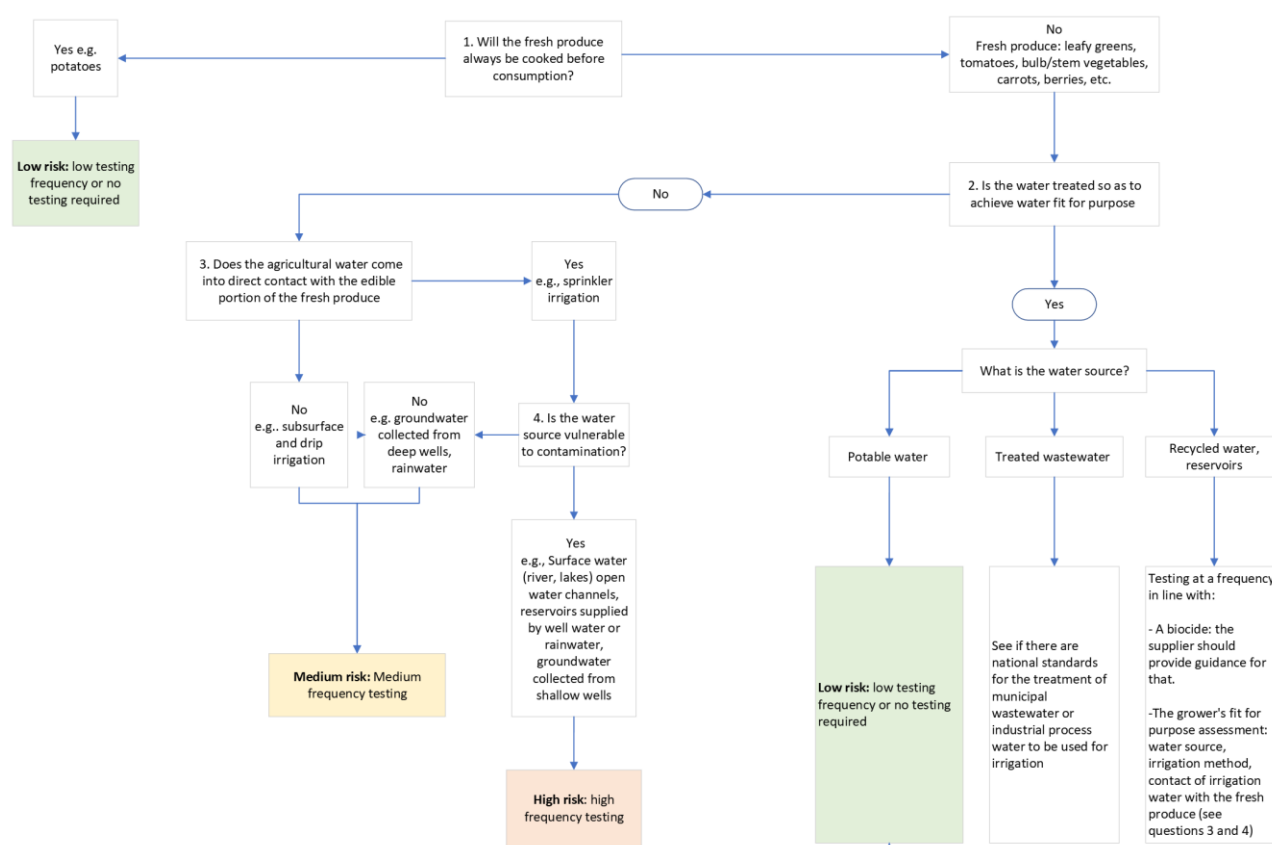 Yes e.g.
potatoes
1. Will the fresh produce
always be cooked before
consumption?
No
Fresh produce: leafy greens,
tomatoes, bulb/stem vegetables,
carrots, berries, etc.
Low risk: low testing
frequency or no
testing required
No
2. Is the water treated so as to
achieve water fit for purpose
3. Does the agricultural water come
into direct contact with the edible
portion of the fresh produce
Yes
e.g., sprinkler
irrigation
Yes
What is the water source?
No
e.g.. subsurface
and drip
irrigation
No
e.g. groundwater
collected from
deep wells,
rainwater
4. Is the water
source vulnerable
to contamination?
Potable water
Treated wastewater
Recycled water,
reservoirs
Yes
e.g., Surface water
(river, lakes) open
water channels,
reservoirs supplied
by well water or
rainwater,
groundwater
collected from
shallow wells
Medium risk: Medium
frequency testing
High risk: high
frequency testing
Low risk: low testing
frequency or no testing
required
See if there are
national standards
for the treatment of
municipal
wastewater or
industrial process
water to be used for
irrigation
Testing at a frequency
in line with:
- A biocide: the
supplier should
provide guidance for
that.
-The grower's fit for
purpose assessment:
water source,
irrigation method,
contact of irrigation
water with the fresh
produce (see
questions 3 and 4)